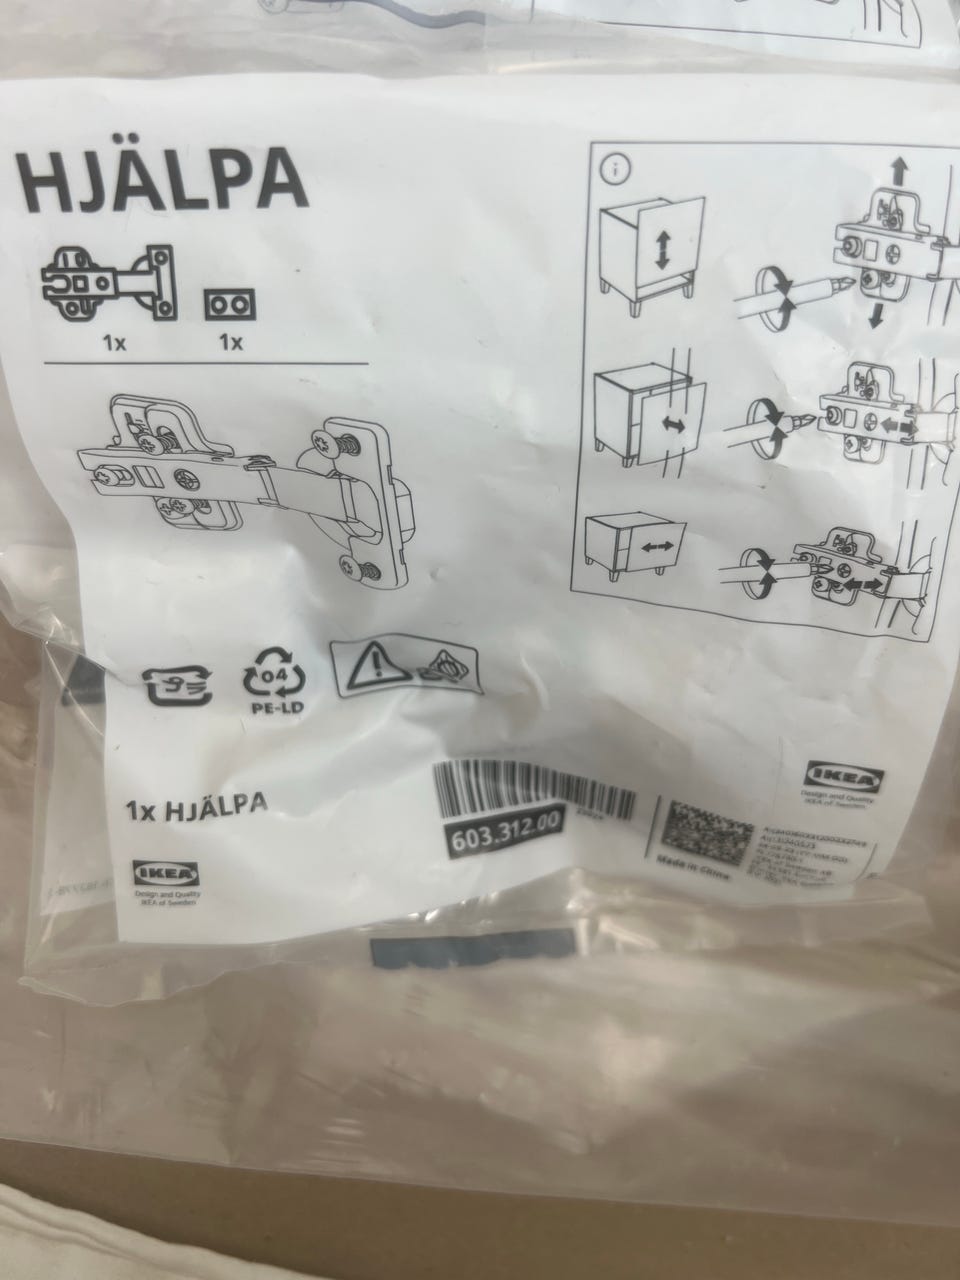 HJÄLPA
i
1x 1x
04
PE-LD
1x HJÄLPA
603.312.00
IKEA
Design and Quality
IKEA of Sweden
Made in China
IKEA
Design and Quality
IKEA of Sweden